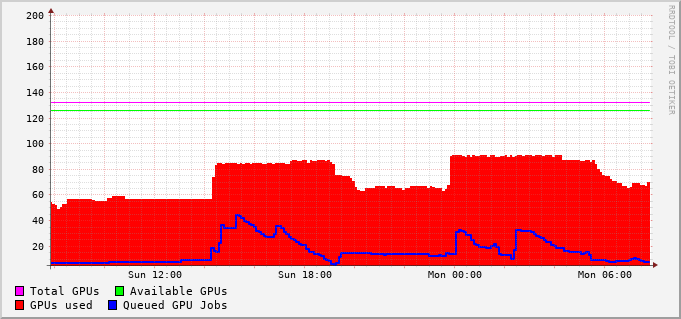 200
180
160
140
120
100
80
60
40
20
Sun 12:00 Sun 18:00 Mon 00:00 Mon 06:00
Total GPUs Available GPUs
GPUs used Queued GPU Jobs
RRDTOOL / TOBI OETIKER